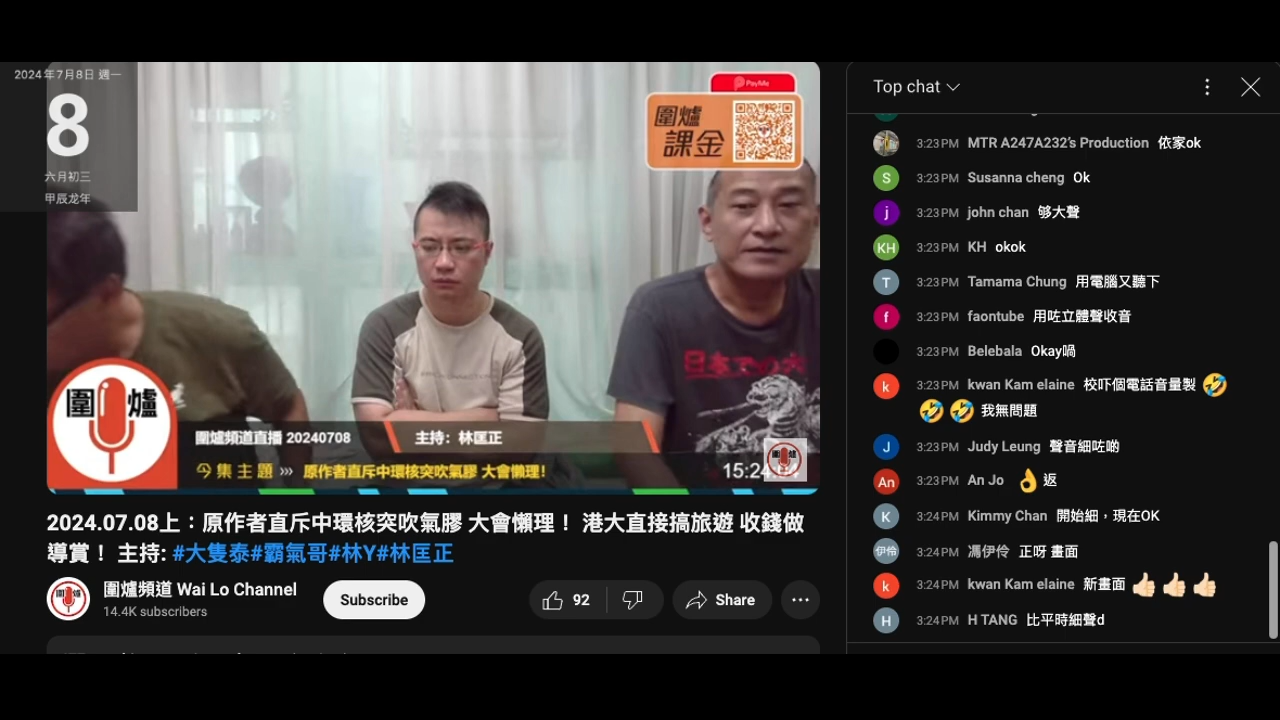 2024年7月8日 週一
8
六月初三
甲辰龙年
PayMe
圍爐
課金
日本での六
圍爐
圍爐頻道直播 20240708
主持：林匡正
今集主題 »» 原作者直斥中環核突吹氣膠 大會懶理！
15:24
圍爐
2024.07.08上：原作者直斥中環核突吹氣膠 大會懶理！ 港大直接搞旅遊 收錢做
導賞！ 主持: #大隻泰#霸氣哥#林Y#林匡正
圍爐頻道 Wai Lo Channel
14.4K subscribers
Subscribe
92
Share
Top chat
3:23 PM MTR A247A232's Production 依家ok
S 3:23 PM Susanna cheng Ok
j 3:23 PM john chan 够大聲
KH 3:23 PM KH okok
T 3:23 PM Tamama Chung 用電腦又聽下
f 3:23 PM faontube 用咗立體聲收音
3:23 PM Belebala Okay喎
k 3:23 PM kwan Kam elaine 校吓個電話音量製 🤣
🤣 🤣 我無問題
J 3:23 PM Judy Leung 聲音細咗啲
An 3:23 PM An Jo 👌 返
K 3:24 PM Kimmy Chan 開始細，現在OK
伊伶 3:24 PM 馮伊伶 正呀 畫面
k 3:24 PM kwan Kam elaine 新畫面 👍🏻 👍🏻 👍🏻
H 3:24 PM H TANG 比平時細聲d